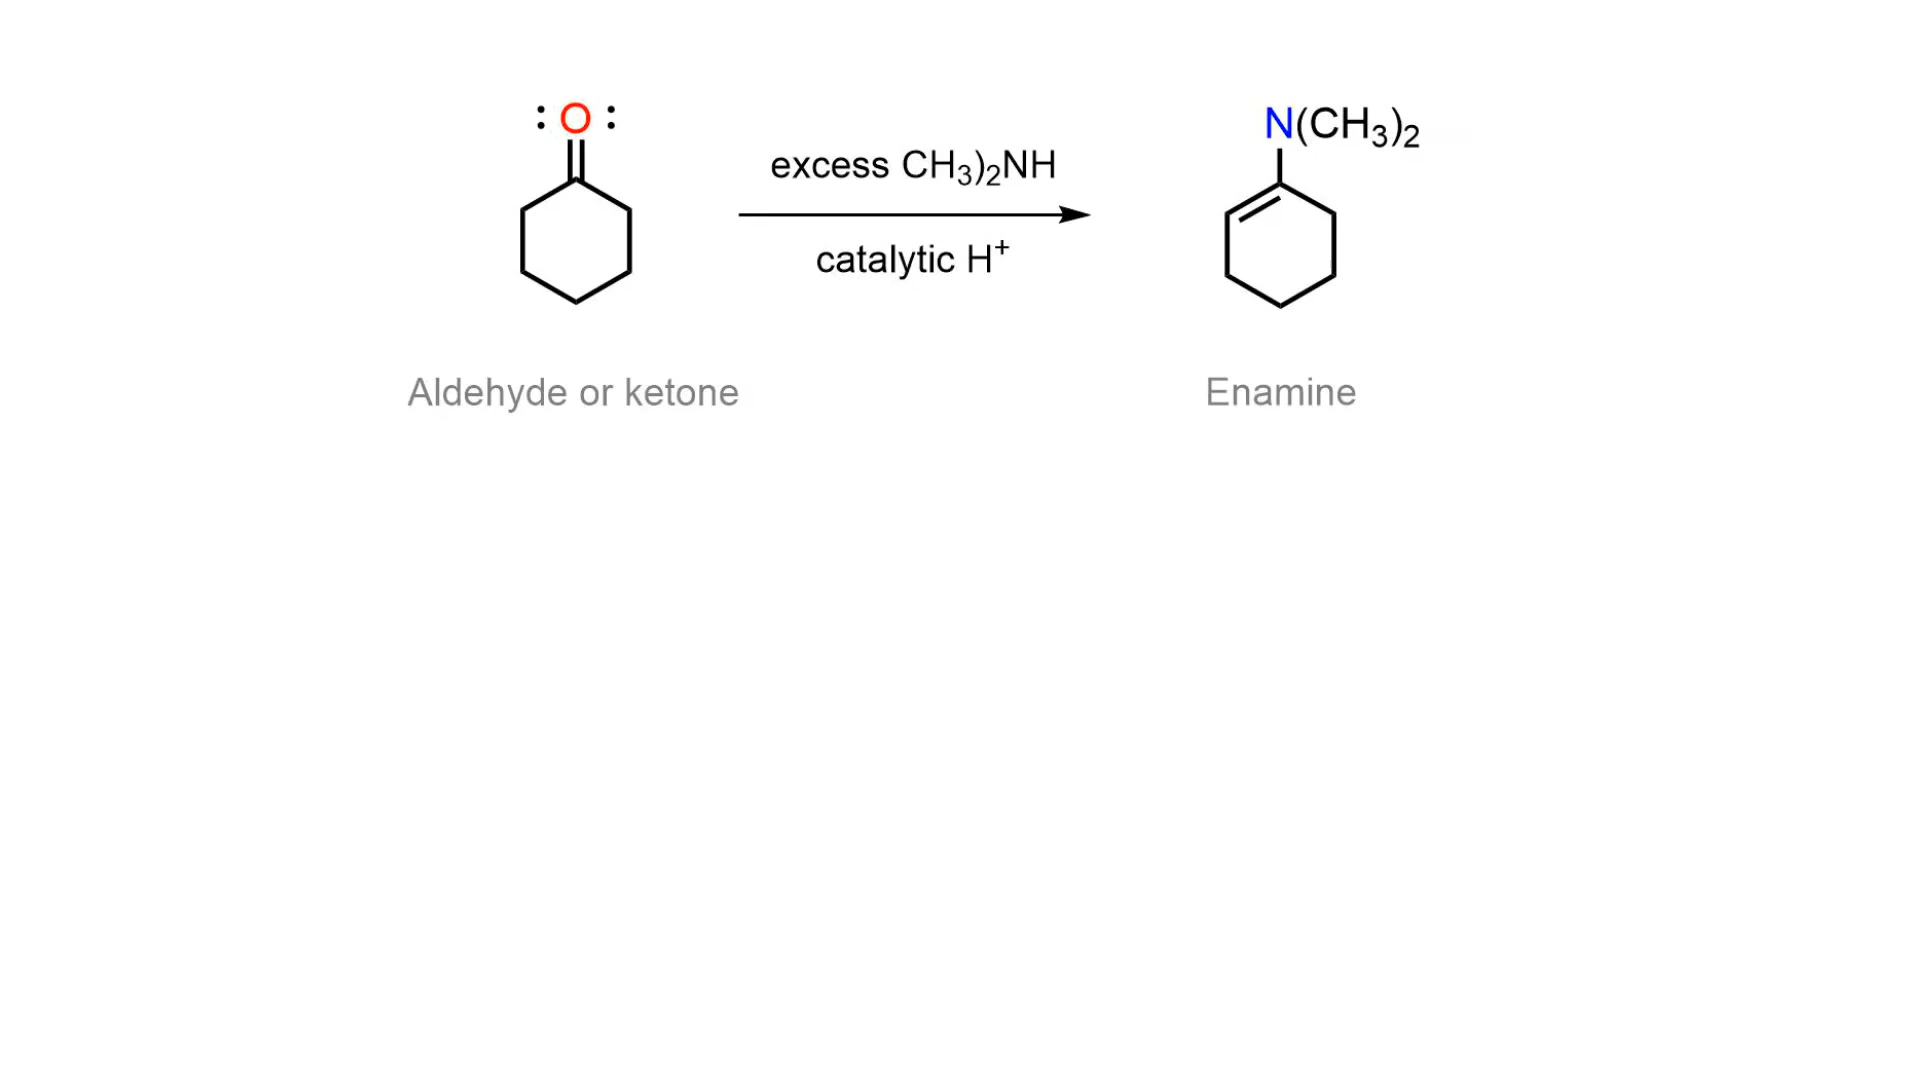 :O:
N(CH₃)₂
excess CH₃)₂NH
catalytic H⁺
Aldehyde or ketone
Enamine